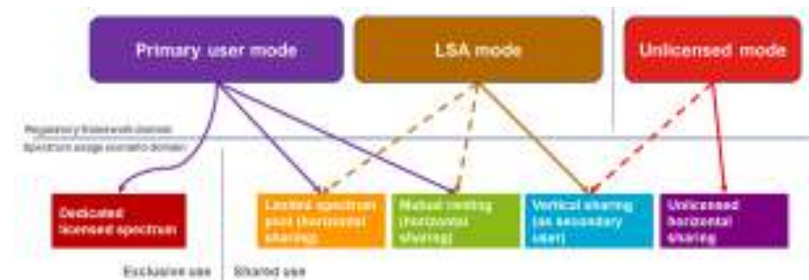 Primary user mode
LSA mode
Unlicensed mode
Regulatory framework domain
Spectrum usage scenario domain
Dedicated
licensed spectrum
Limited spectrum
pool (horizontal
sharing)
Mutual renting
(horizontal
sharing)
Vertical sharing
(as secondary
user)
Unlicensed
horizontal
sharing
Exclusive use
Shared use